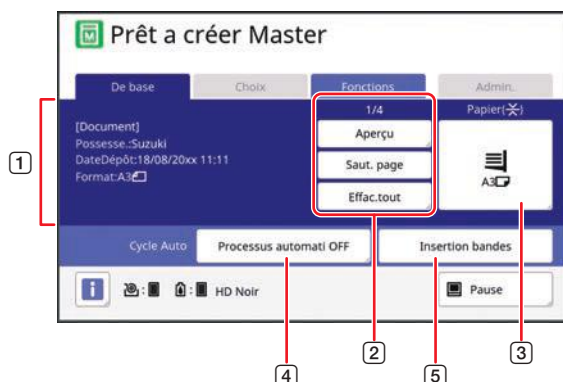 M
Prêt a créer Master
De base
Choix
Fonctions
Admin.
1/4
Papier(
)
[Document]
Possesse.:Suzuki
DateDépôt:18/08/20xx 11:11
Format:A3
Aperçu
Saut. page
Effac.tout
A3
Cycle Auto
Processus automati OFF
Insertion bandes
i
:
:
HD Noir
Pause
1
2
3
4
5